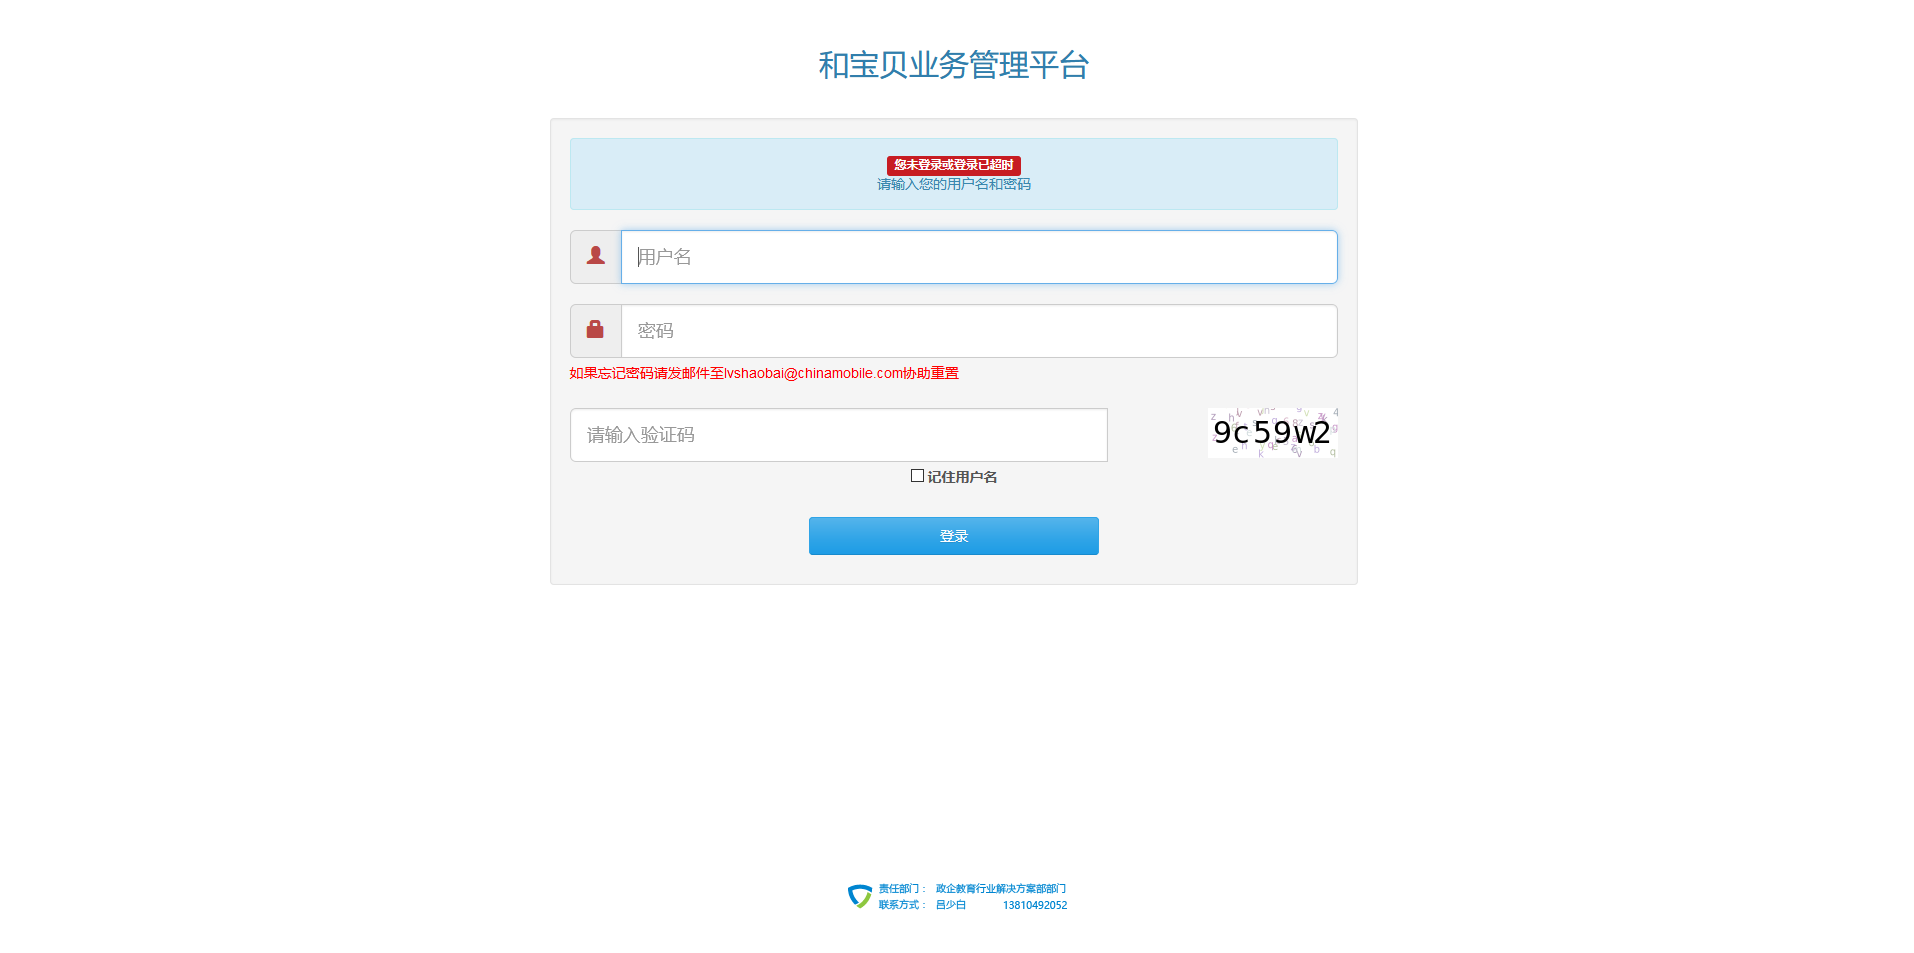 和宝贝业务管理平台
您未登录或登录已超时
请输入您的用户名和密码
用户名
密码
如果忘记密码请发邮件至lvshaobai@chinamobile.com协助重置
请输入验证码
9c59w2
记住用户名
登录
责任部门： 政企教育行业解决方案部部门
联系方式： 吕少白 13810492052